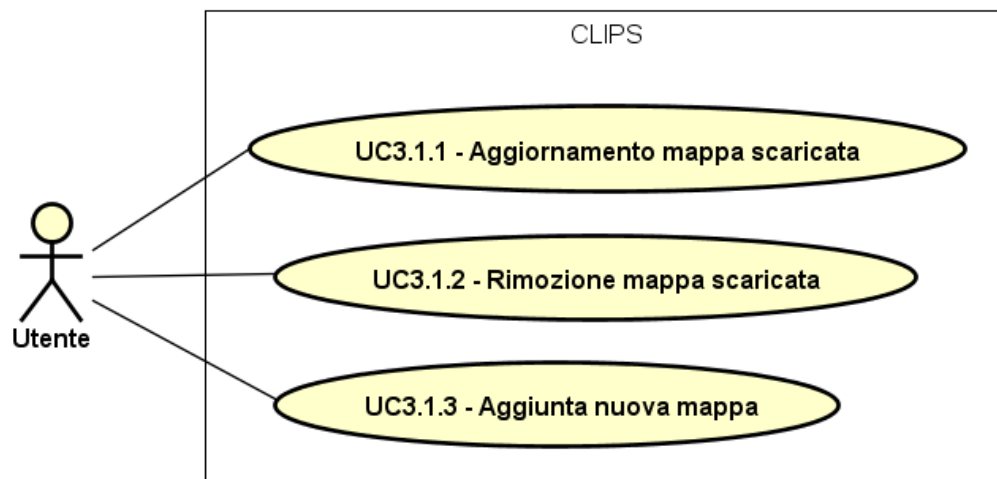 CLIPS
UC3.1.1 - Aggiornamento mappa scaricata
UC3.1.2 - Rimozione mappa scaricata
Utente
UC3.1.3 - Aggiunta nuova mappa